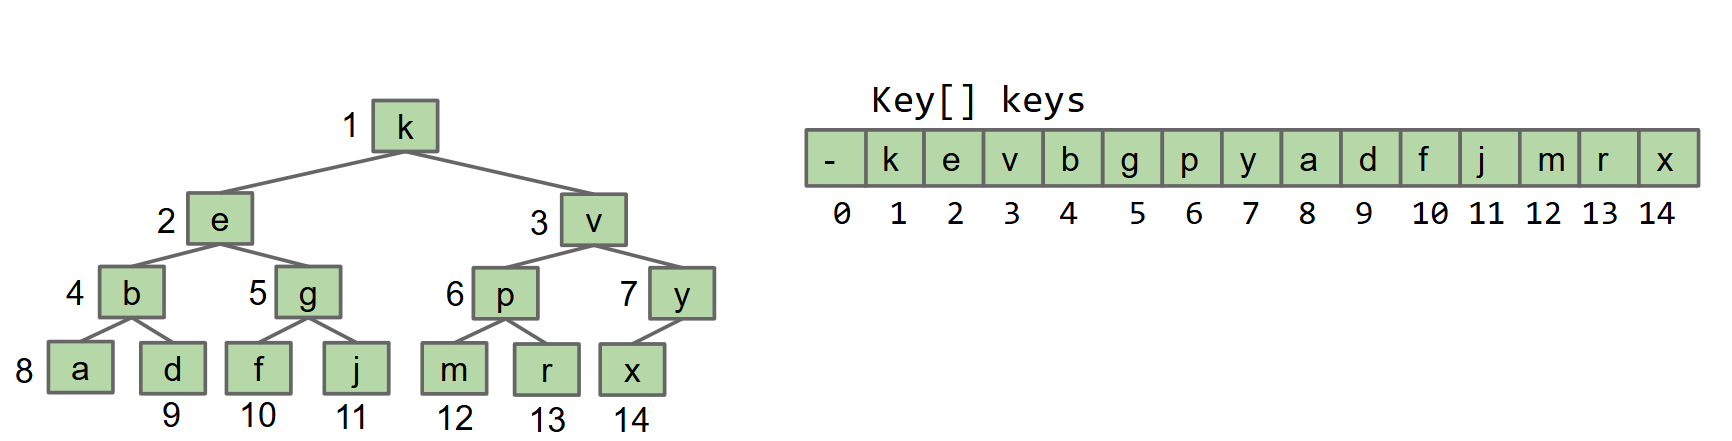 Key[] keys
1 k
2 e 3 v
4 b 5 g 6 p 7 y
8 a d f j m r x
9 10 11 12 13 14
- k e v b g p y a d f j m r x
0 1 2 3 4 5 6 7 8 9 10 11 12 13 14